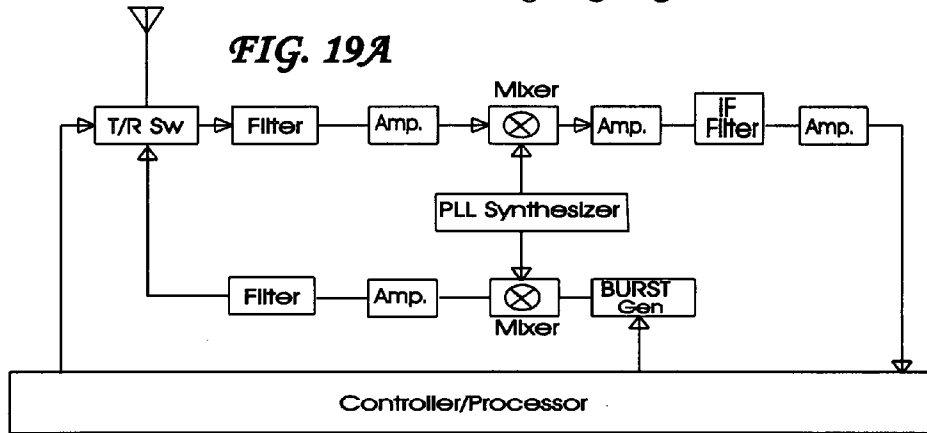 FIG. 19A
Mixer
T/R Sw
Filter
Amp.
Amp.
IF
Filter
Amp.
PLL Synthesizer
Filter
Amp.
BURST
Gen
Mixer
Controller/Processor